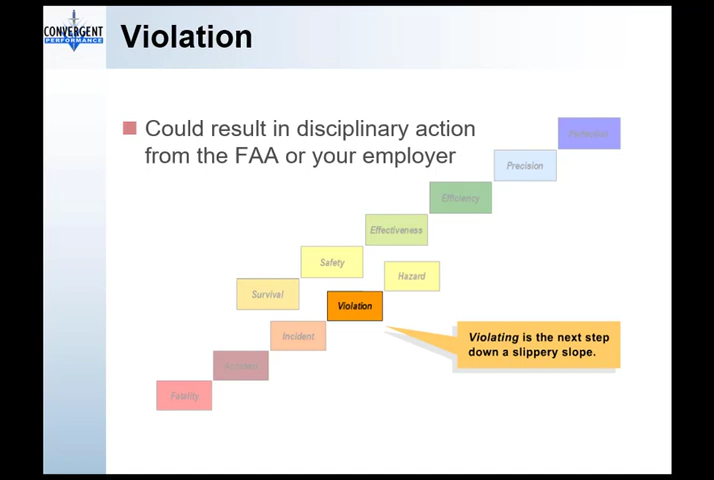 CONVERGENT
PERFORMANCE
Violation
Could result in disciplinary action
from the FAA or your employer
Perfection
Precision
Efficiency
Effectiveness
Safety
Hazard
Survival
Violation
Incident
Violating is the next step
down a slippery slope.
Accident
Fatality